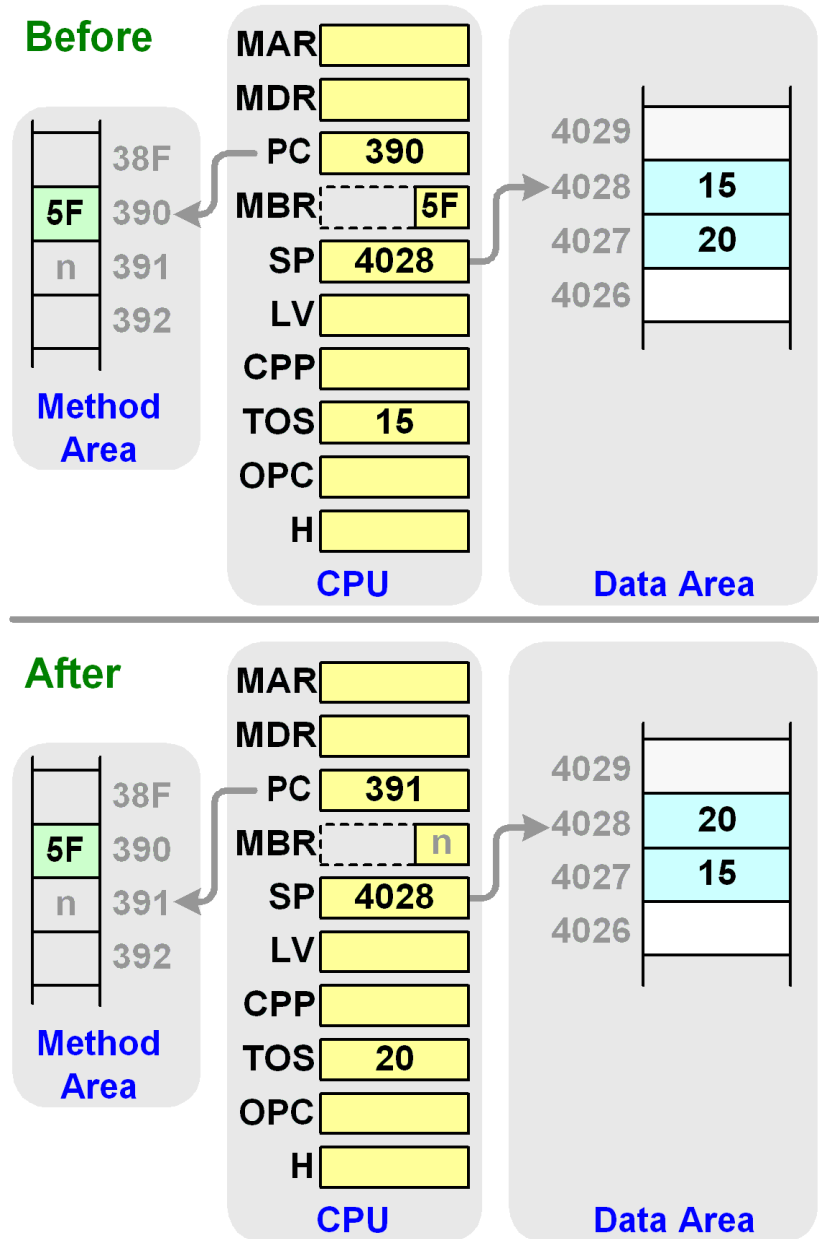 Before
38F
5F 390
n 391
392
Method
Area
MAR
MDR
PC 390
MBR 5F
SP 4028
LV
CPP
TOS 15
OPC
H
CPU
4029
4028 15
4027 20
4026
Data Area
After
38F
5F 390
n 391
392
Method
Area
MAR
MDR
PC 391
MBR n
SP 4028
LV
CPP
TOS 20
OPC
H
CPU
4029
4028 20
4027 15
4026
Data Area